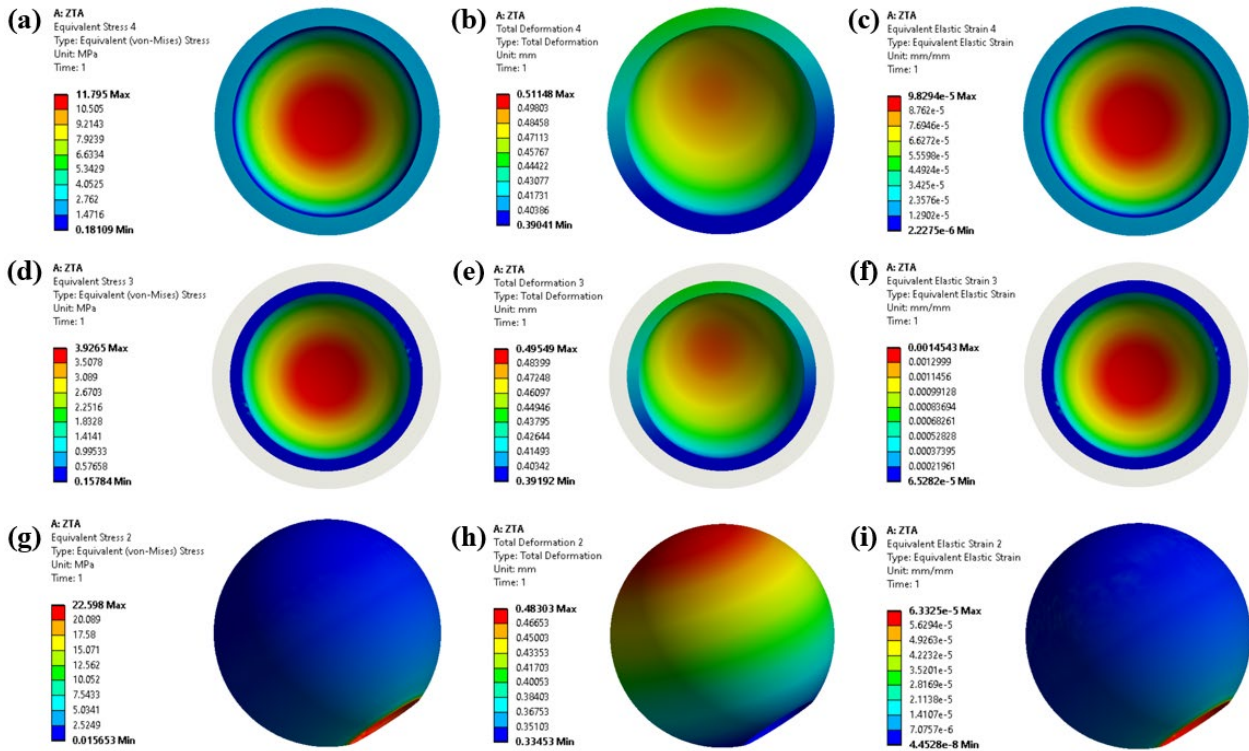 (a)
A: ZTA
Equivalent Stress 4
Type: Equivalent (von-Mises) Stress
Unit: MPa
Time: 1
11.795 Max
10.505
9.2143
7.9239
6.6334
5.3429
4.0525
2.762
1.4716
0.18109 Min
(b)
A: ZTA
Total Deformation 4
Type: Total Deformation
Unit: mm
Time: 1
0.51148 Max
0.49803
0.48458
0.47113
0.45767
0.44422
0.43077
0.41731
0.40386
0.39041 Min
(c)
A: ZTA
Equivalent Elastic Strain 4
Type: Equivalent Elastic Strain
Unit: mm/mm
Time: 1
9.8294e-5 Max
8.762e-5
7.6946e-5
6.6272e-5
5.5598e-5
4.4924e-5
3.425e-5
2.3576e-5
1.2902e-5
2.2275e-6 Min
(d)
A: ZTA
Equivalent Stress 3
Type: Equivalent (von-Mises) Stress
Unit: MPa
Time: 1
3.9265 Max
3.5078
3.089
2.6703
2.2516
1.8328
1.4141
0.99533
0.57658
0.15784 Min
(e)
A: ZTA
Total Deformation 3
Type: Total Deformation
Unit: mm
Time: 1
0.49549 Max
0.48399
0.47248
0.46097
0.44946
0.43795
0.42644
0.41493
0.40342
0.39192 Min
(f)
A: ZTA
Equivalent Elastic Strain 3
Type: Equivalent Elastic Strain
Unit: mm/mm
Time: 1
0.0014543 Max
0.0012999
0.0011456
0.00099128
0.00083694
0.00068261
0.00052828
0.00037395
0.00021961
6.5282e-5 Min
(g)
A: ZTA
Equivalent Stress 2
Type: Equivalent (von-Mises) Stress
Unit: MPa
Time: 1
22.598 Max
20.089
17.58
15.071
12.562
10.052
7.5433
5.0341
2.5249
0.015653 Min
(h)
A: ZTA
Total Deformation 2
Type: Total Deformation
Unit: mm
Time: 1
0.48303 Max
0.46653
0.45003
0.43353
0.41703
0.40053
0.38403
0.36753
0.35103
0.33453 Min
(i)
A: ZTA
Equivalent Elastic Strain 2
Type: Equivalent Elastic Strain
Unit: mm/mm
Time: 1
6.3325e-5 Max
5.6294e-5
4.9263e-5
4.2232e-5
3.5201e-5
2.8169e-5
2.1138e-5
1.4107e-5
7.0757e-6
4.4528e-8 Min